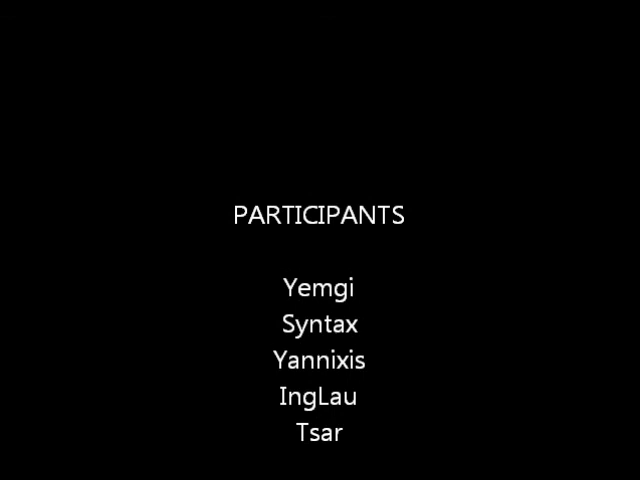 PARTICIPANTS
Yemgi
Syntax
Yannixis
IngLau
Tsar